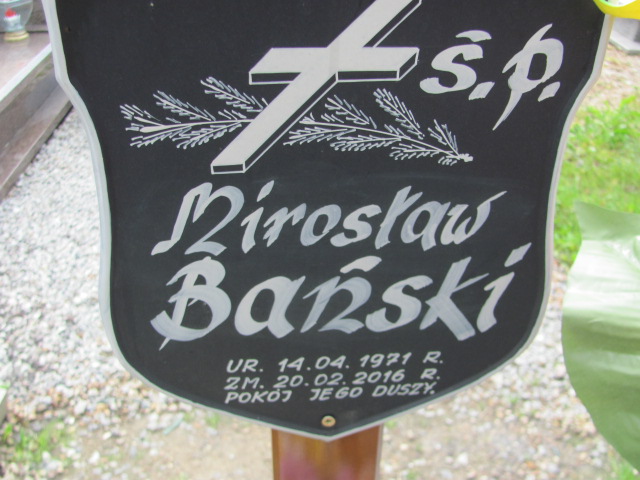 Ś.p.
Mirosław
Bański
UR. 14.04.1971 R.
ZM. 20.02.2016 R.
POKÓJ JEGO DUSZY.